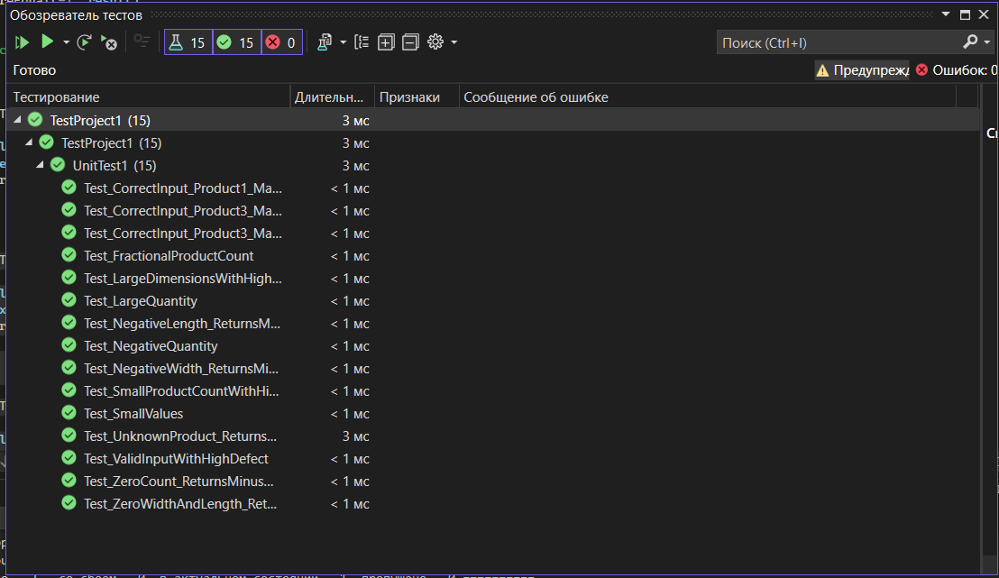 Обозреватель тестов
15 15 0
Поиск (Ctrl+I)
Готово
Предупрежд Ошибок: 0
Тестирование Длительн... Признаки Сообщение об ошибке
TestProject1 (15) 3 мс
TestProject1 (15) 3 мс
UnitTest1 (15) 3 мс
Test_CorrectInput_Product1_Ma... < 1 мс
Test_CorrectInput_Product3_Ma... < 1 мс
Test_CorrectInput_Product3_Ma... < 1 мс
Test_FractionalProductCount < 1 мс
Test_LargeDimensionsWithHigh... < 1 мс
Test_LargeQuantity < 1 мс
Test_NegativeLength_ReturnsM... < 1 мс
Test_NegativeQuantity < 1 мс
Test_NegativeWidth_ReturnsMi... < 1 мс
Test_SmallProductCountWithHi... < 1 мс
Test_SmallValues < 1 мс
Test_UnknownProduct_Returns... 3 мс
Test_ValidInputWithHighDefect < 1 мс
Test_ZeroCount_ReturnsMinus... < 1 мс
Test_ZeroWidthAndLength_Ret... < 1 мс